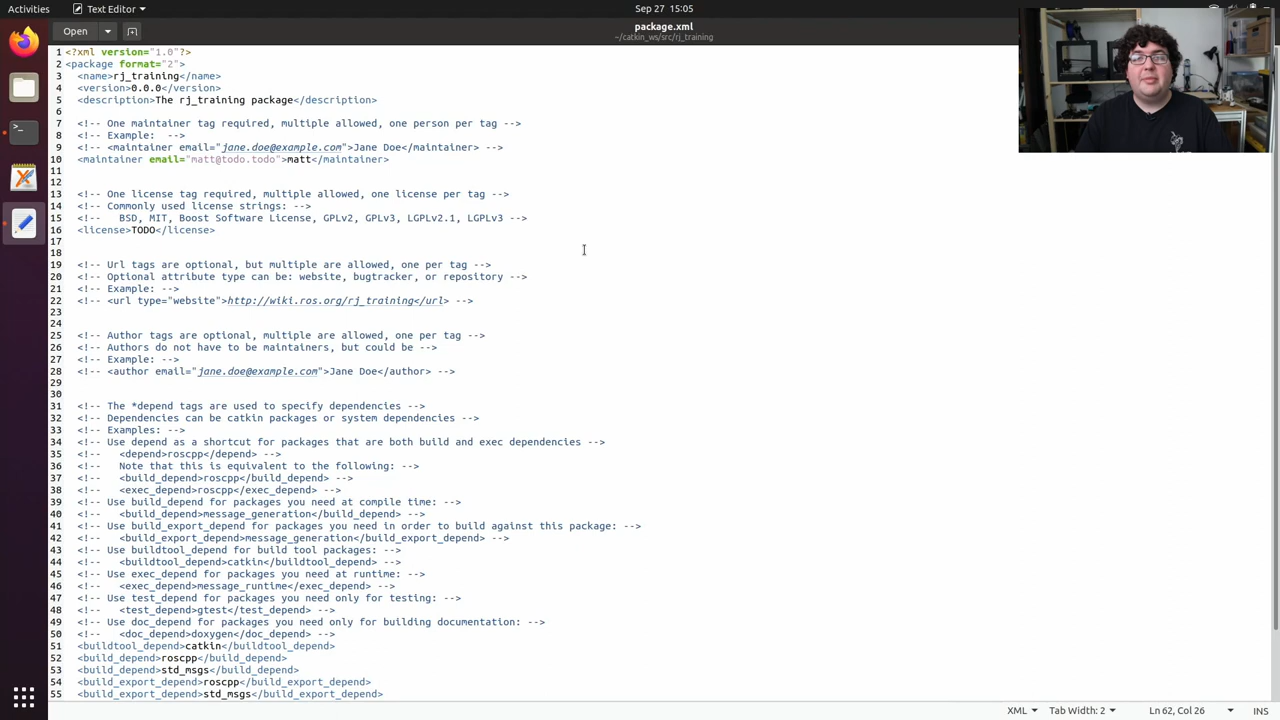 Activities
Text Editor
Sep 27 15:05
Open
package.xml
~/catkin_ws/src/rj_training
1 <?xml version="1.0"?>
2 <package format="2">
3   <name>rj_training</name>
4   <version>0.0.0</version>
5   <description>The rj_training package</description>
6
7   <!-- One maintainer tag required, multiple allowed, one person per tag -->
8   <!-- Example:  -->
9   <!-- <maintainer email="jane.doe@example.com">Jane Doe</maintainer> -->
10   <maintainer email="matt@todo.todo">matt</maintainer>
11
12
13   <!-- One license tag required, multiple allowed, one license per tag -->
14   <!-- Commonly used license strings: -->
15   <!--   BSD, MIT, Boost Software License, GPLv2, GPLv3, LGPLv2.1, LGPLv3 -->
16   <license>TODO</license>
17
18
19   <!-- Url tags are optional, but multiple are allowed, one per tag -->
20   <!-- Optional attribute type can be: website, bugtracker, or repository -->
21   <!-- Example: -->
22   <!-- <url type="website">http://wiki.ros.org/rj_training</url> -->
23
24
25   <!-- Author tags are optional, multiple are allowed, one per tag -->
26   <!-- Authors do not have to be maintainers, but could be -->
27   <!-- Example: -->
28   <!-- <author email="jane.doe@example.com">Jane Doe</author> -->
29
30
31   <!-- The *depend tags are used to specify dependencies -->
32   <!-- Dependencies can be catkin packages or system dependencies -->
33   <!-- Examples: -->
34   <!-- Use depend as a shortcut for packages that are both build and exec dependencies -->
35   <!--   <depend>roscpp</depend> -->
36   <!--   Note that this is equivalent to the following: -->
37   <!--   <build_depend>roscpp</build_depend> -->
38   <!--   <exec_depend>roscpp</exec_depend> -->
39   <!-- Use build_depend for packages you need at compile time: -->
40   <!--   <build_depend>message_generation</build_depend> -->
41   <!-- Use build_export_depend for packages you need in order to build against this package: -->
42   <!--   <build_export_depend>message_generation</build_export_depend> -->
43   <!-- Use buildtool_depend for build tool packages: -->
44   <!--   <buildtool_depend>catkin</buildtool_depend> -->
45   <!-- Use exec_depend for packages you need at runtime: -->
46   <!--   <exec_depend>message_runtime</exec_depend> -->
47   <!-- Use test_depend for packages you need only for testing: -->
48   <!--   <test_depend>gtest</test_depend> -->
49   <!-- Use doc_depend for packages you need only for building documentation: -->
50   <!--   <doc_depend>doxygen</doc_depend> -->
51   <buildtool_depend>catkin</buildtool_depend>
52   <build_depend>roscpp</build_depend>
53   <build_depend>std_msgs</build_depend>
54   <build_export_depend>roscpp</build_export_depend>
55   <build_export_depend>std_msgs</build_export_depend>
XML
Tab Width: 2
Ln 62, Col 26
INS